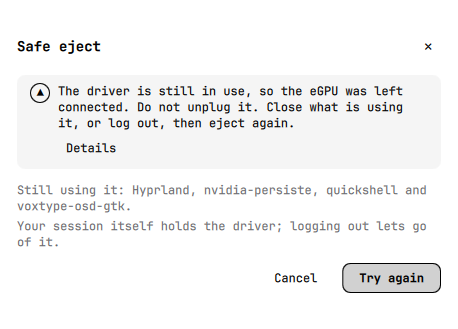 Safe eject ×
The driver is still in use, so the eGPU was left
connected. Do not unplug it. Close what is using
it, or log out, then eject again.
Details
Still using it: Hyprland, nvidia-persiste, quickshell and
voxtype-osd-gtk.
Your session itself holds the driver; logging out lets go
of it.
Cancel Try again